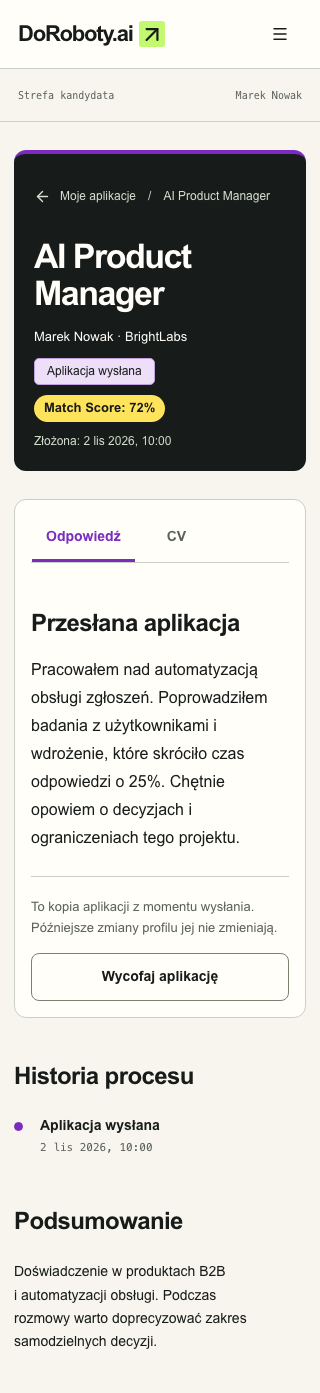 DoRoboty.ai
Strefa kandydata
Marek Nowak
Moje aplikacje / AI Product Manager
AI Product
Manager
Marek Nowak · BrightLabs
Aplikacja wysłana
Match Score: 72%
Złożona: 2 lis 2026, 10:00
Odpowiedź
CV
Przesłana aplikacja
Pracowałem nad automatyzacją
obsługi zgłoszeń. Poprowadziłem
badania z użytkownikami i
wdrożenie, które skróciło czas
odpowiedzi o 25%. Chętnie
opowiem o decyzjach i
ograniczeniach tego projektu.
To kopia aplikacji z momentu wysłania.
Późniejsze zmiany profilu jej nie zmieniają.
Wycofaj aplikację
Historia procesu
Aplikacja wysłana
2 lis 2026, 10:00
Podsumowanie
Doświadczenie w produktach B2B
i automatyzacji obsługi. Podczas
rozmowy warto doprecyzować zakres
samodzielnych decyzji.